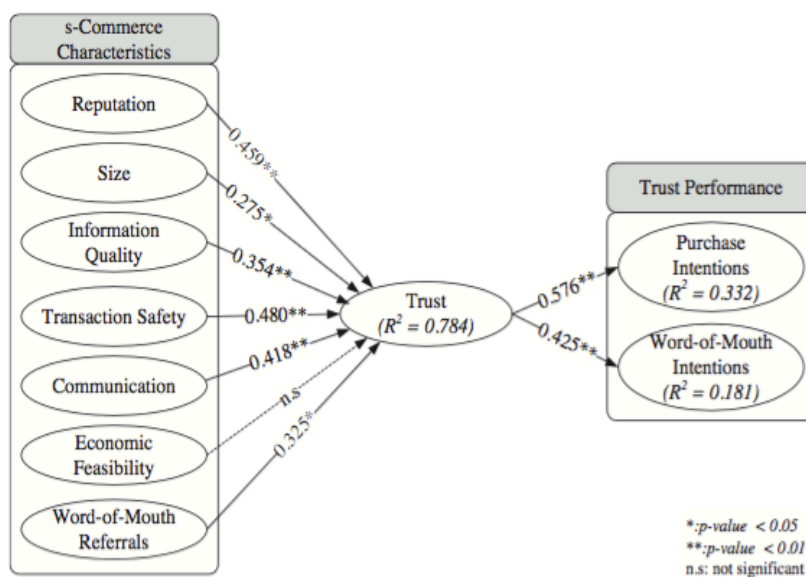 s-Commerce
Characteristics
Reputation
Size
Information
Quality
Transaction Safety
Communication
Economic
Feasibility
Word-of-Mouth
Referrals
0.459**
0.275*
0.354**
0.480**
0.418**
n.s
0.325*
Trust
(R² = 0.784)
0.576**
0.425**
Trust Performance
Purchase
Intentions
(R² = 0.332)
Word-of-Mouth
Intentions
(R² = 0.181)
*:p-value < 0.05
**:p-value < 0.01
n.s: not significant